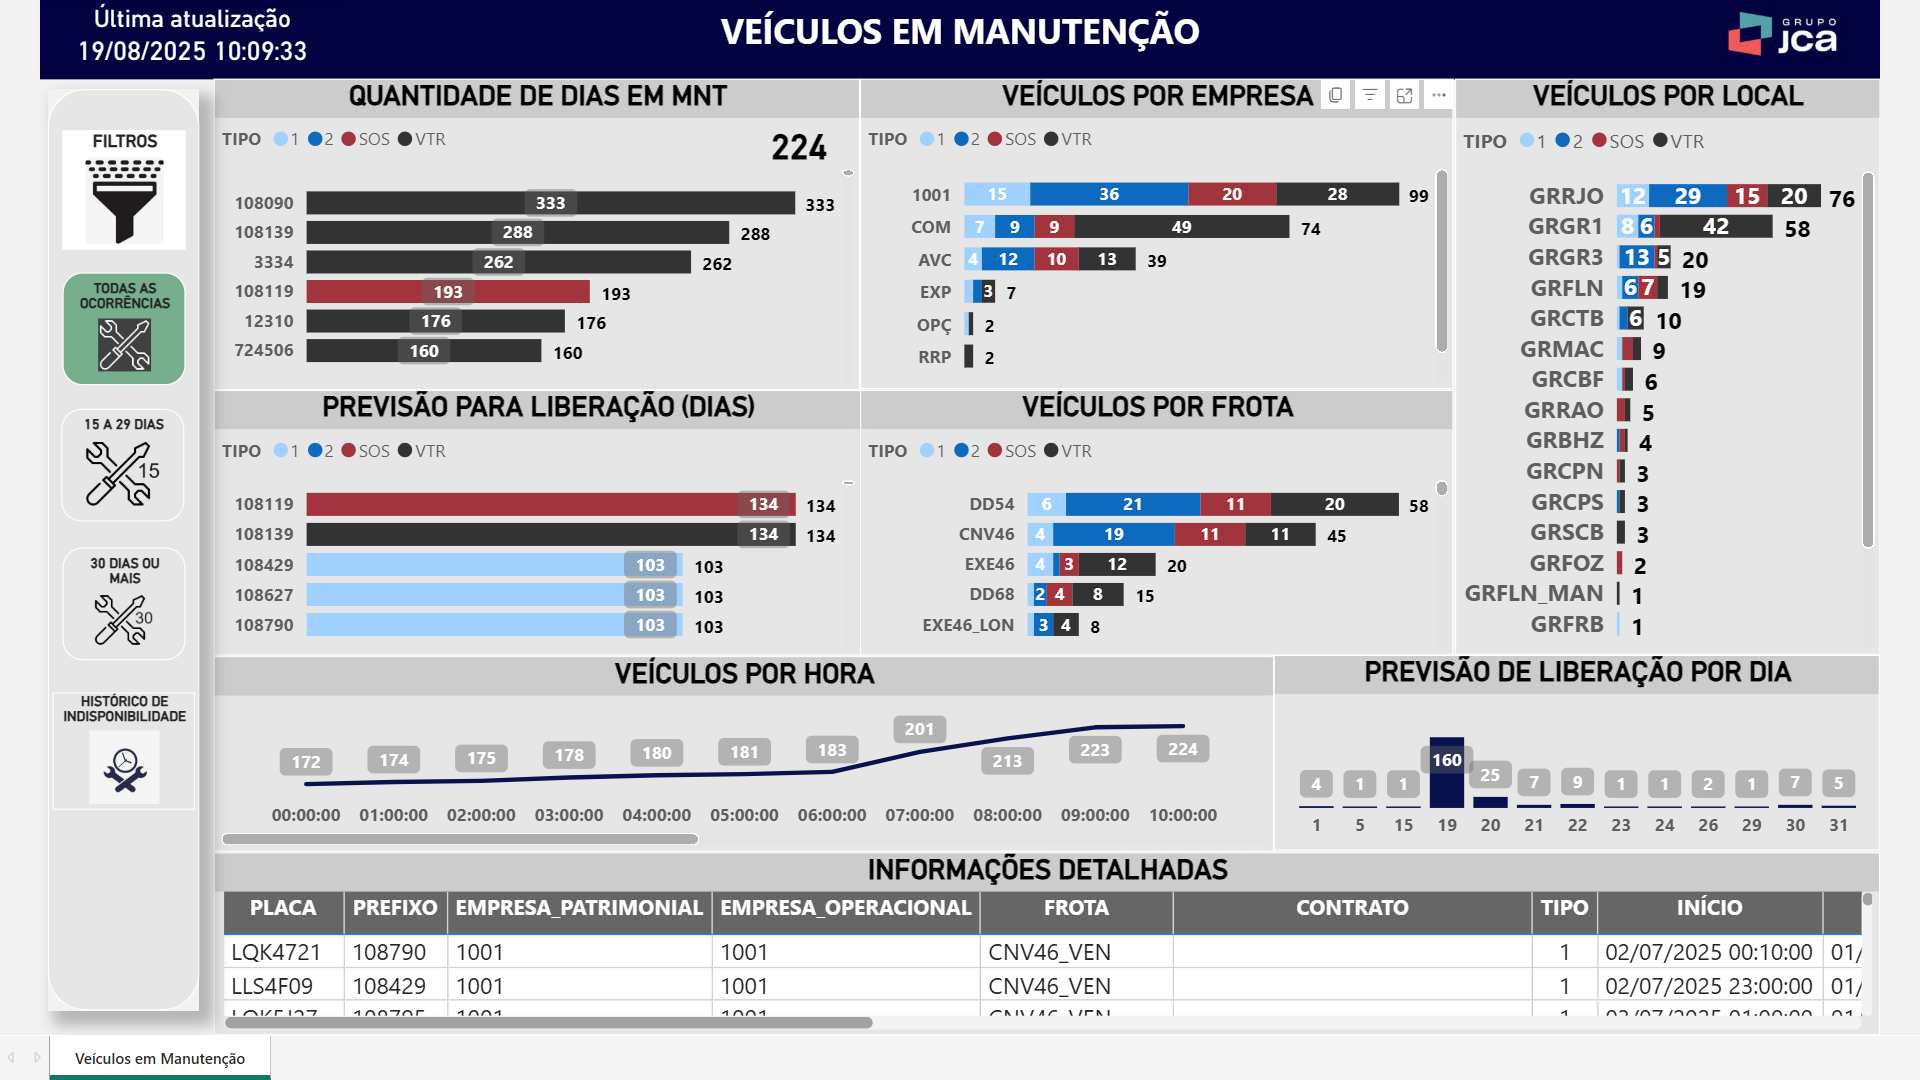 Última atualização
19/08/2025 10:09:33
VEÍCULOS EM MANUTENÇÃO
GRUPO
jca
FILTROS
TODAS AS
OCORRÊNCIAS
15 A 29 DIAS
15
30 DIAS OU
MAIS
30
HISTÓRICO DE
INDISPONIBILIDADE
QUANTIDADE DE DIAS EM MNT
TIPO 1 2 SOS VTR
224
108090 333 333
108139 288 288
3334 262 262
108119 193 193
12310 176 176
724506 160 160
VEÍCULOS POR EMPRESA
TIPO 1 2 SOS VTR
1001 15 36 20 28 99
COM 7 9 9 49 74
AVC 4 12 10 13 39
EXP 3 7
OPÇ 2
RRP 2
VEÍCULOS POR LOCAL
TIPO 1 2 SOS VTR
GRRJO 12 29 15 20 76
GRGR1 8 6 42 58
GRGR3 13 5 20
GRFLN 6 7 19
GRCTB 6 10
GRMAC 9
GRCBF 6
GRRAO 5
GRBHZ 4
GRCPN 3
GRCPS 3
GRSCB 3
GRFOZ 2
GRFLN_MAN 1
GRFRB 1
PREVISÃO PARA LIBERAÇÃO (DIAS)
TIPO 1 2 SOS VTR
108119 134 134
108139 134 134
108429 103 103
108627 103 103
108790 103 103
VEÍCULOS POR FROTA
TIPO 1 2 SOS VTR
DD54 6 21 11 20 58
CNV46 4 19 11 11 45
EXE46 4 3 12 20
DD68 2 4 8 15
EXE46_LON 3 4 8
VEÍCULOS POR HORA
172 174 175 178 180 181 183 201 213 223 224
00:00:00 01:00:00 02:00:00 03:00:00 04:00:00 05:00:00 06:00:00 07:00:00 08:00:00 09:00:00 10:00:00
PREVISÃO DE LIBERAÇÃO POR DIA
4 1 1 160 25 7 9 1 1 2 1 7 5
1 5 15 19 20 21 22 23 24 26 29 30 31
INFORMAÇÕES DETALHADAS
PLACA PREFIXO EMPRESA_PATRIMONIAL EMPRESA_OPERACIONAL FROTA CONTRATO TIPO INÍCIO
LQK4721 108790 1001 1001 CNV46_VEN 1 02/07/2025 00:10:00 01/
LLS4F09 108429 1001 1001 CNV46_VEN 1 02/07/2025 23:00:00 01/
Veículos em Manutenção